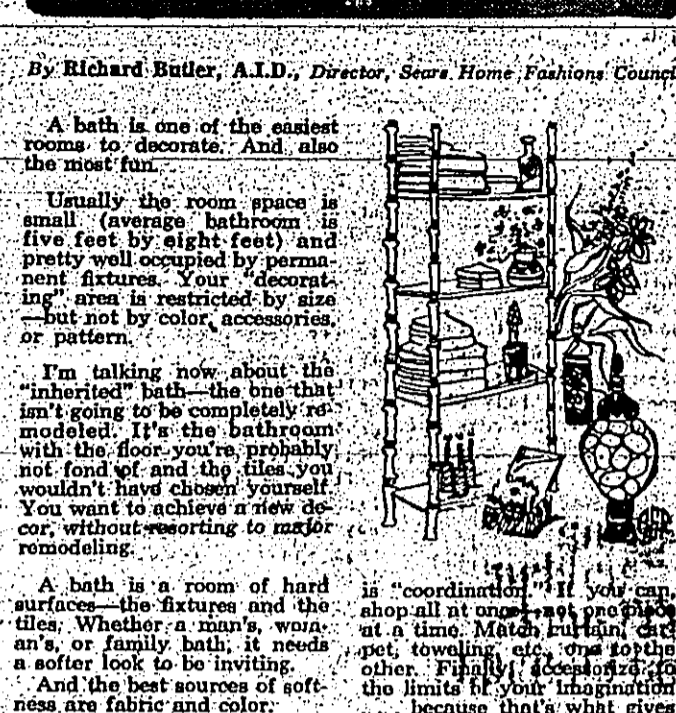 By Richard Butler, A.I.D., Director, Sears Home Fashions Council
A bath is one of the easiest
rooms to decorate. And also
the most fun.
Usually the room space is
small (average bathroom is
five feet by eight feet) and
pretty well occupied by perma-
nent fixtures. Your "decorat-
ing" area is restricted by size
—but not by color, accessories,
or pattern.
I'm talking now about the
"inherited" bath—the one that
isn't going to be completely re-
modeled. It's the bathroom
with the floor you're probably
not fond of and the tiles you
wouldn't have chosen yourself.
You want to achieve a new de-
cor, without resorting to major
remodeling.
A bath is a room of hard
surfaces—the fixtures and the
tiles. Whether a man's, wom-
an's, or family bath, it needs
a softer look to be inviting.
And the best sources of soft-
ness are fabric and color.
is "coordination." If you can,
shop all at once—not one piece
at a time. Match curtain, car-
pet, toweling, etc., one to the
other. Finally, accessorize to
the limits of your imagination
because that's what gives